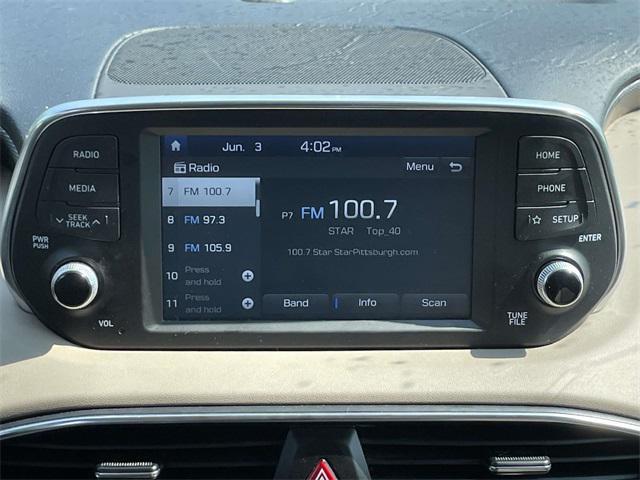 RADIO
MEDIA
SEEK
TRACK
PWR
PUSH
VOL
Jun. 3 4:02 PM
Radio Menu
7 FM 100.7
8 FM 97.3
9 FM 105.9
10 Press and hold
11 Press and hold
P7 FM 100.7
STAR Top_40
100.7 Star StarPittsburgh.com
Band Info Scan
HOME
PHONE
SETUP
ENTER
TUNE
FILE